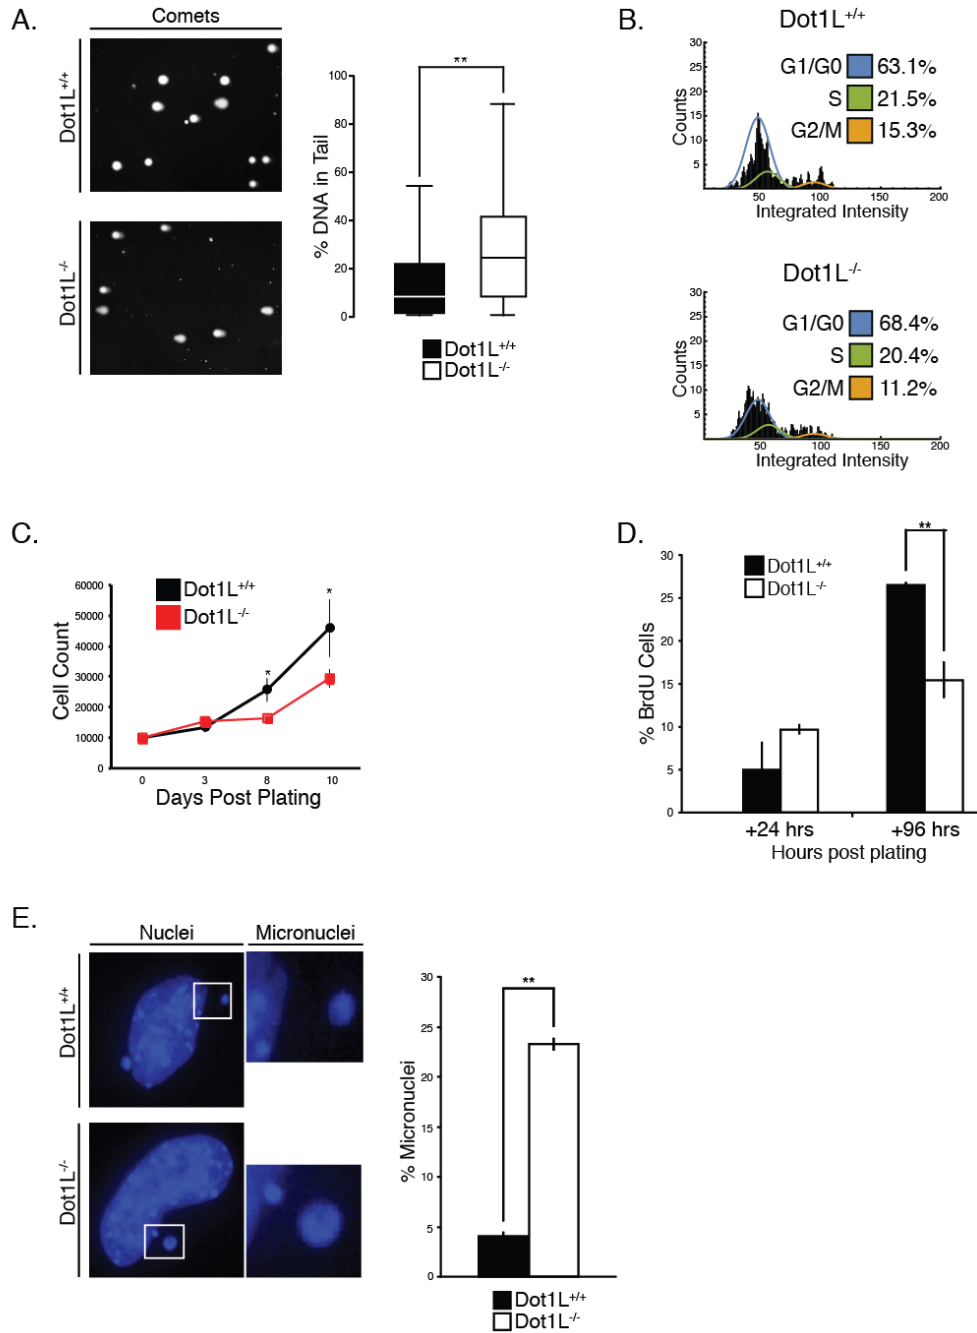 A.
Comets
Dot1L+/+
Dot1L-/-
% DNA in Tail
100
80
60
40
20
0
**
Dot1L+/+
Dot1L-/-
B.
Dot1L+/+
Counts
30
25
20
15
10
5
G1/G0 63.1%
S 21.5%
G2/M 15.3%
50 100 150 200
Integrated Intensity
Dot1L-/-
Counts
30
25
20
15
10
5
G1/G0 68.4%
S 20.4%
G2/M 11.2%
50 100 150 200
Integrated Intensity
C.
Cell Count
60000
50000
40000
30000
20000
10000
0
Dot1L+/+
Dot1L-/-
*
*
0 3 8 10
Days Post Plating
D.
% BrdU Cells
30
25
20
15
10
5
0
Dot1L+/+
Dot1L-/-
**
+24 hrs +96 hrs
Hours post plating
E.
Nuclei Micronuclei
Dot1L+/+
Dot1L-/-
% Micronuclei
30
25
20
15
10
5
0
**
Dot1L+/+
Dot1L-/-